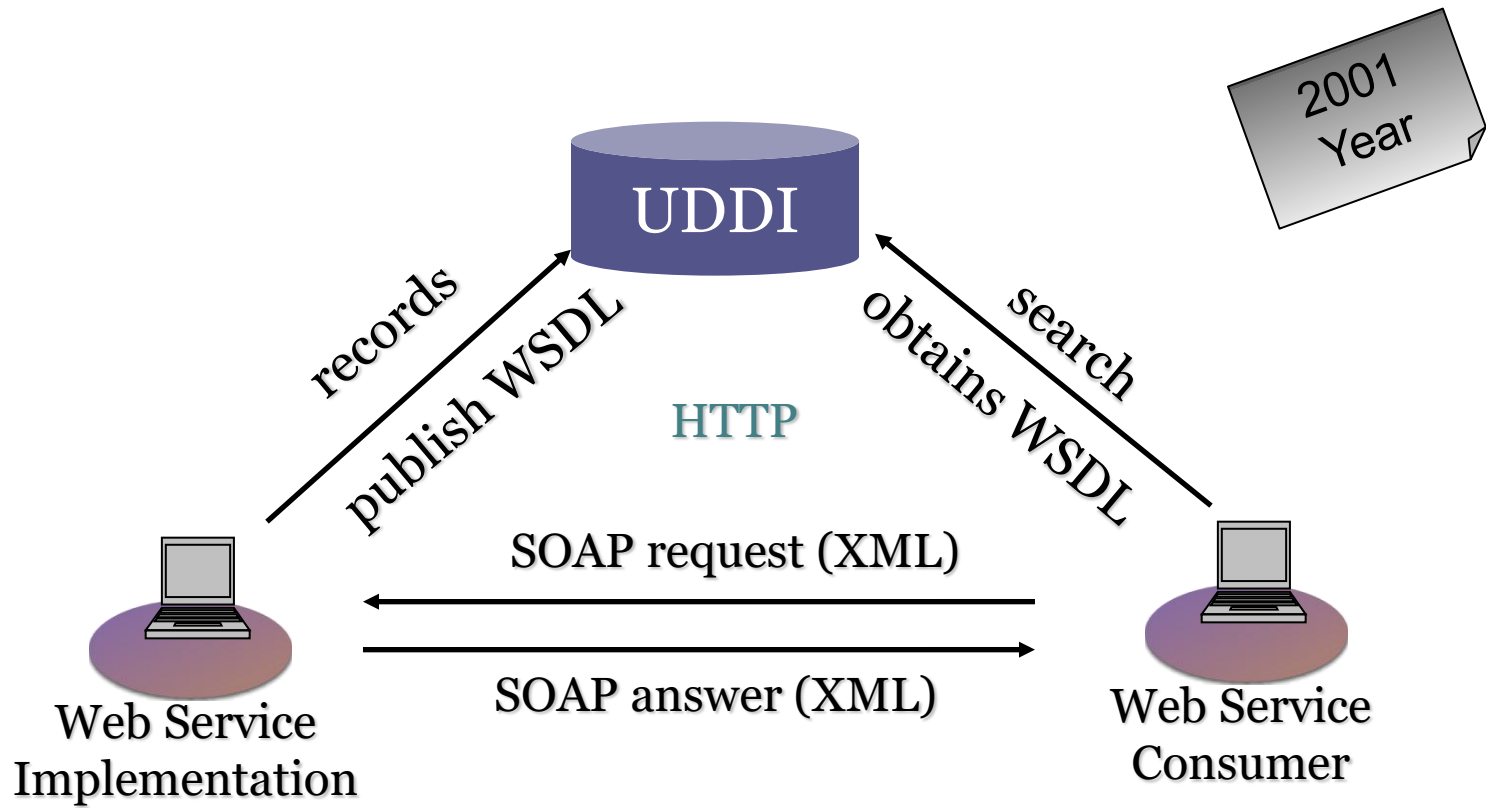 2001
Year
UDDI
records
publish WSDL
search
obtains WSDL
HTTP
SOAP request (XML)
SOAP answer (XML)
Web Service
Implementation
Web Service
Consumer